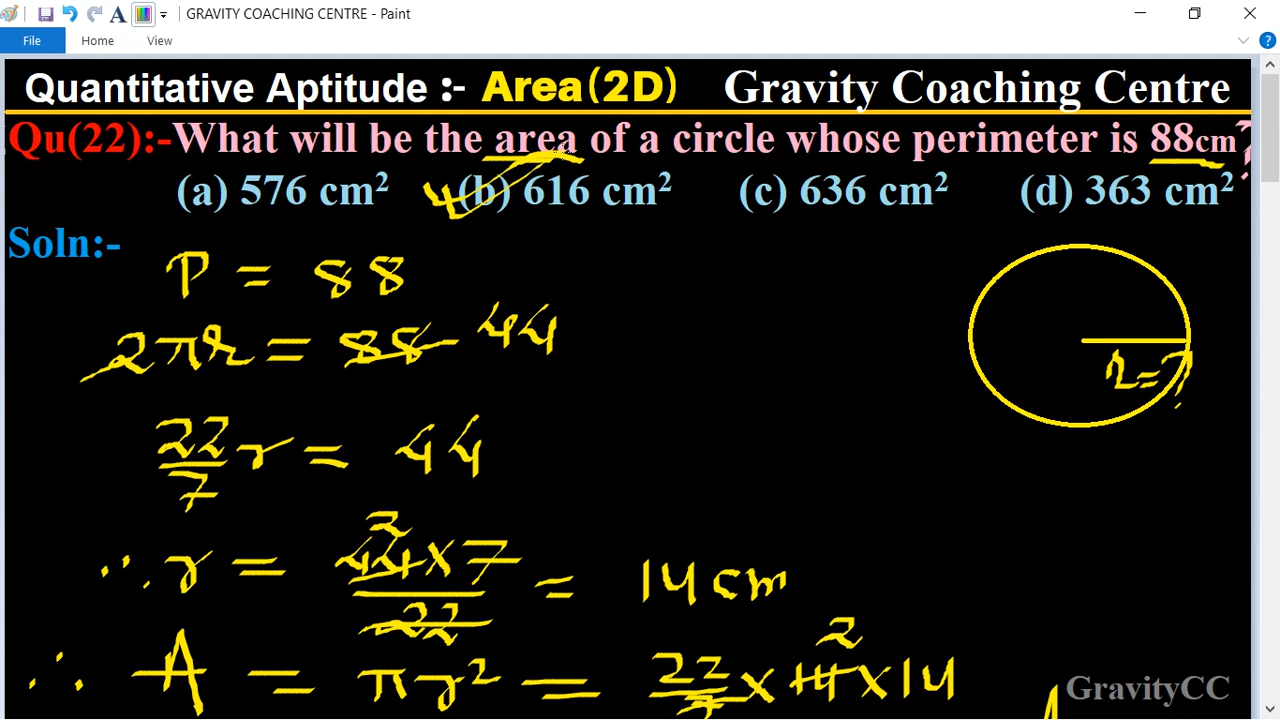 GRAVITY COACHING CENTRE - Paint
File Home View
Quantitative Aptitude :- Area(2D) Gravity Coaching Centre
Qu(22):-What will be the area of a circle whose perimeter is 88cm?
(a) 576 cm² (b) 616 cm² (c) 636 cm² (d) 363 cm²
Soln:-
P = 88
2πr = 88 44
r=?
22/7 r = 44
∴ r = 44 2 × 7 / 22 = 14 cm
∴ A = πr² = 22/7 × 14 2 × 14
GravityCC